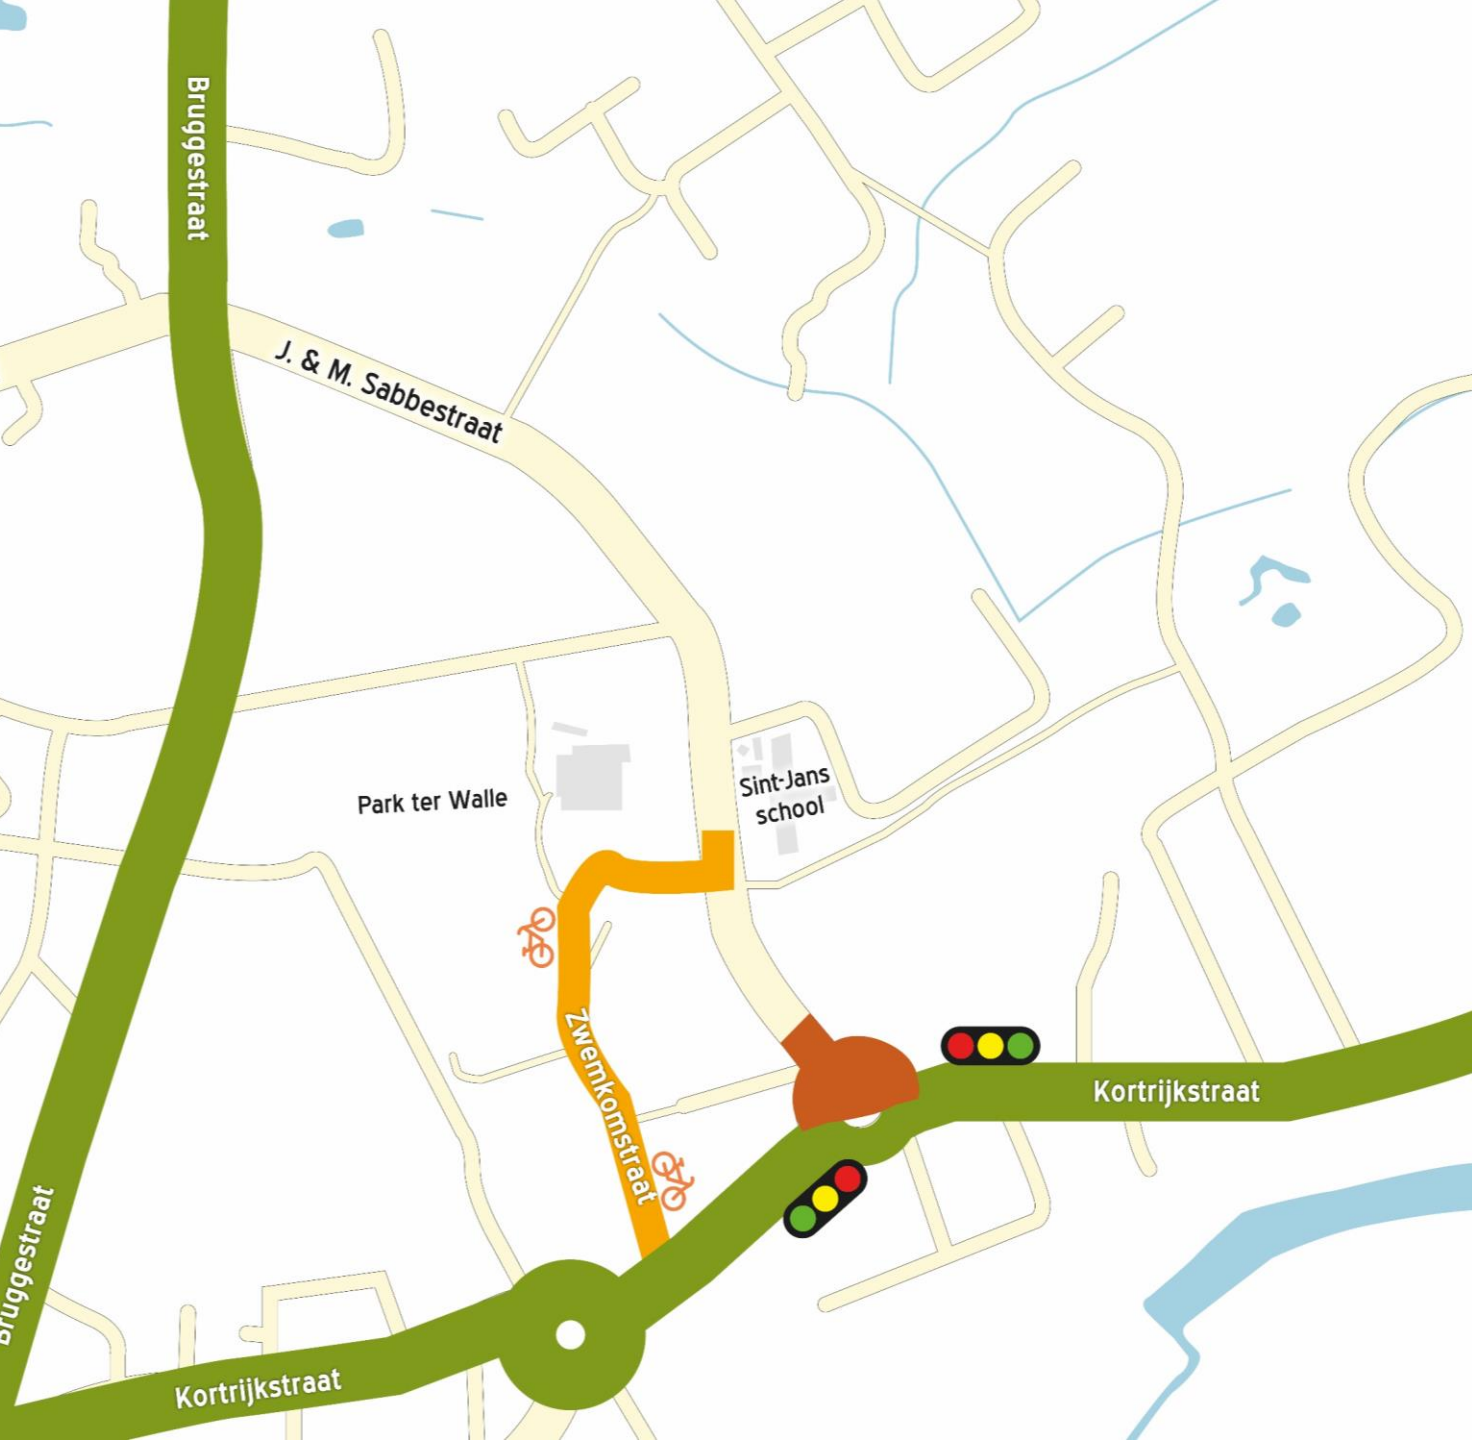 Bruggestraat
J. & M. Sabbestraat
Sint-Jans
school
Park ter Walle
Zwemkomstraat
Kortrijkstraat
Bruggestraat
Kortrijkstraat